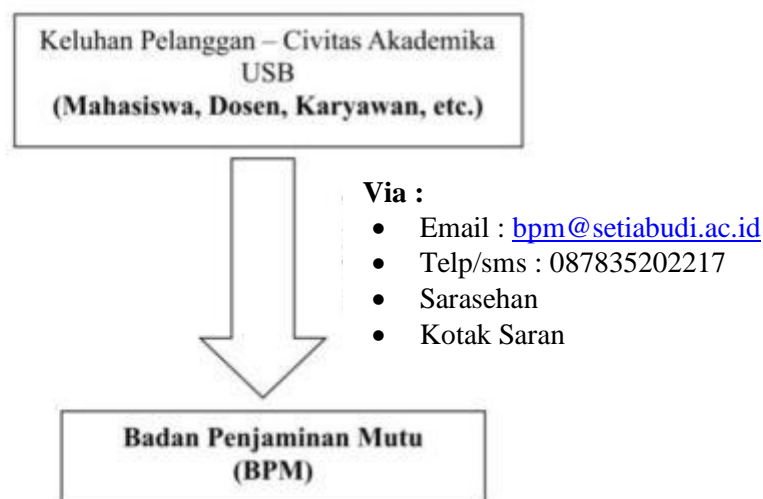 Keluhan Pelanggan – Civitas Akademika
USB
(Mahasiswa, Dosen, Karyawan, etc.)
Via :
• Email : bpm@setiabudi.ac.id
• Telp/sms : 087835202217
• Sarasehan
• Kotak Saran
Badan Penjaminan Mutu
(BPM)